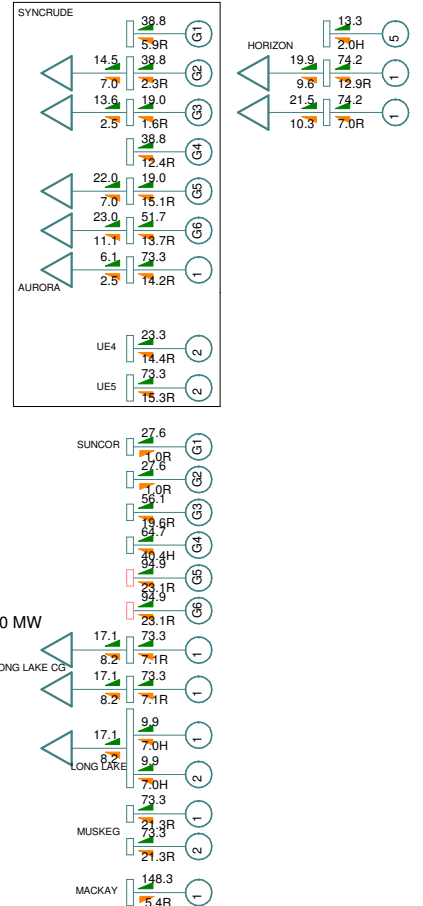 SYNCRUDE
38.8
5.9R
G1
14.5
7.0
38.8
2.3R
G2
13.6
2.5
19.0
1.6R
G3
38.8
12.4R
G4
22.0
7.0
19.0
15.1R
G5
23.0
11.1
51.7
13.7R
G6
6.1
2.5
73.3
14.2R
1
AURORA
UE4
23.3
14.4R
2
UE5
73.3
15.3R
2
HORIZON
13.3
2.0H
5
19.9
9.6
74.2
12.9R
1
21.5
10.3
74.2
7.0R
1
SUNCOR
27.6
1.0R
G1
27.6
1.0R
G2
56.1
19.6R
G3
64.7
40.4H
G4
94.9
23.1R
G5
94.9
23.1R
G6
0 MW
17.1
8.2
73.3
7.1R
1
ONG LAKE CG
17.1
8.2
73.3
7.1R
1
17.1
8.2
LONG LAKE
9.9
7.0H
1
9.9
7.0H
2
MUSKEG
73.3
21.3R
1
73.3
21.3R
2
MACKAY
148.3
5.4R
1